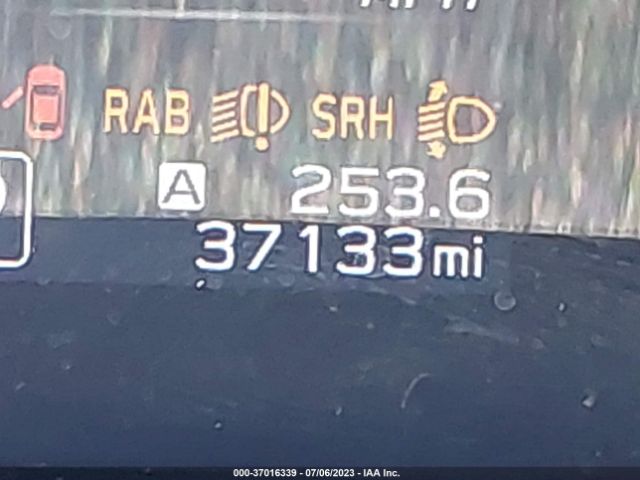 RAB SRH
A 253.6
37133mi
000-37016339 - 07/06/2023 - IAA Inc.